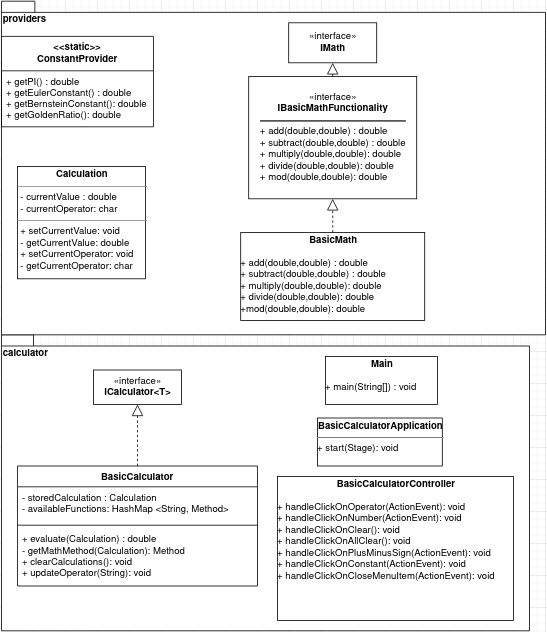 providers
<<static>>
ConstantProvider
+ getPI() : double
+ getEulerConstant() : double
+ getBernsteinConstant(): double
+ getGoldenRatio(): double
«interface»
IMath
«interface»
IBasicMathFunctionality
+ add(double,double) : double
+ subtract(double,double) : double
+ multiply(double,double): double
+ divide(double,double) : double
+ mod(double,double): double
Calculation
- currentValue : double
- currentOperator: char
+ setCurrentValue: void
- getCurrentValue: double
+ setCurrentOperator: void
- getCurrentOperator: char
BasicMath
+ add(double,double) : double
+ subtract(double,double) : double
+ multiply(double,double): double
+ divide(double,double) : double
+mod(double,double): double
calculator
«interface»
ICalculator<T>
Main
+ main(String[]) : void
BasicCalculatorApplication
+ start(Stage): void
BasicCalculator
- storedCalculation : Calculation
- availableFunctions: HashMap <String, Method>
+ evaluate(Calculation) : double
- getMathMethod(Calculation): Method
+ clearCalculations(): void
+ updateOperator(String): void
BasicCalculatorController
+ handleClickOnOperator(ActionEvent): void
+ handleClickOnNumber(ActionEvent): void
+ handleClickOnClear(): void
+ handleClickOnAllClear(): void
+ handleClickOnPlusMinusSign(ActionEvent): void
+ handleClickOnConstant(ActionEvent): void
+ handleClickOnCloseMenuItem(ActionEvent): void